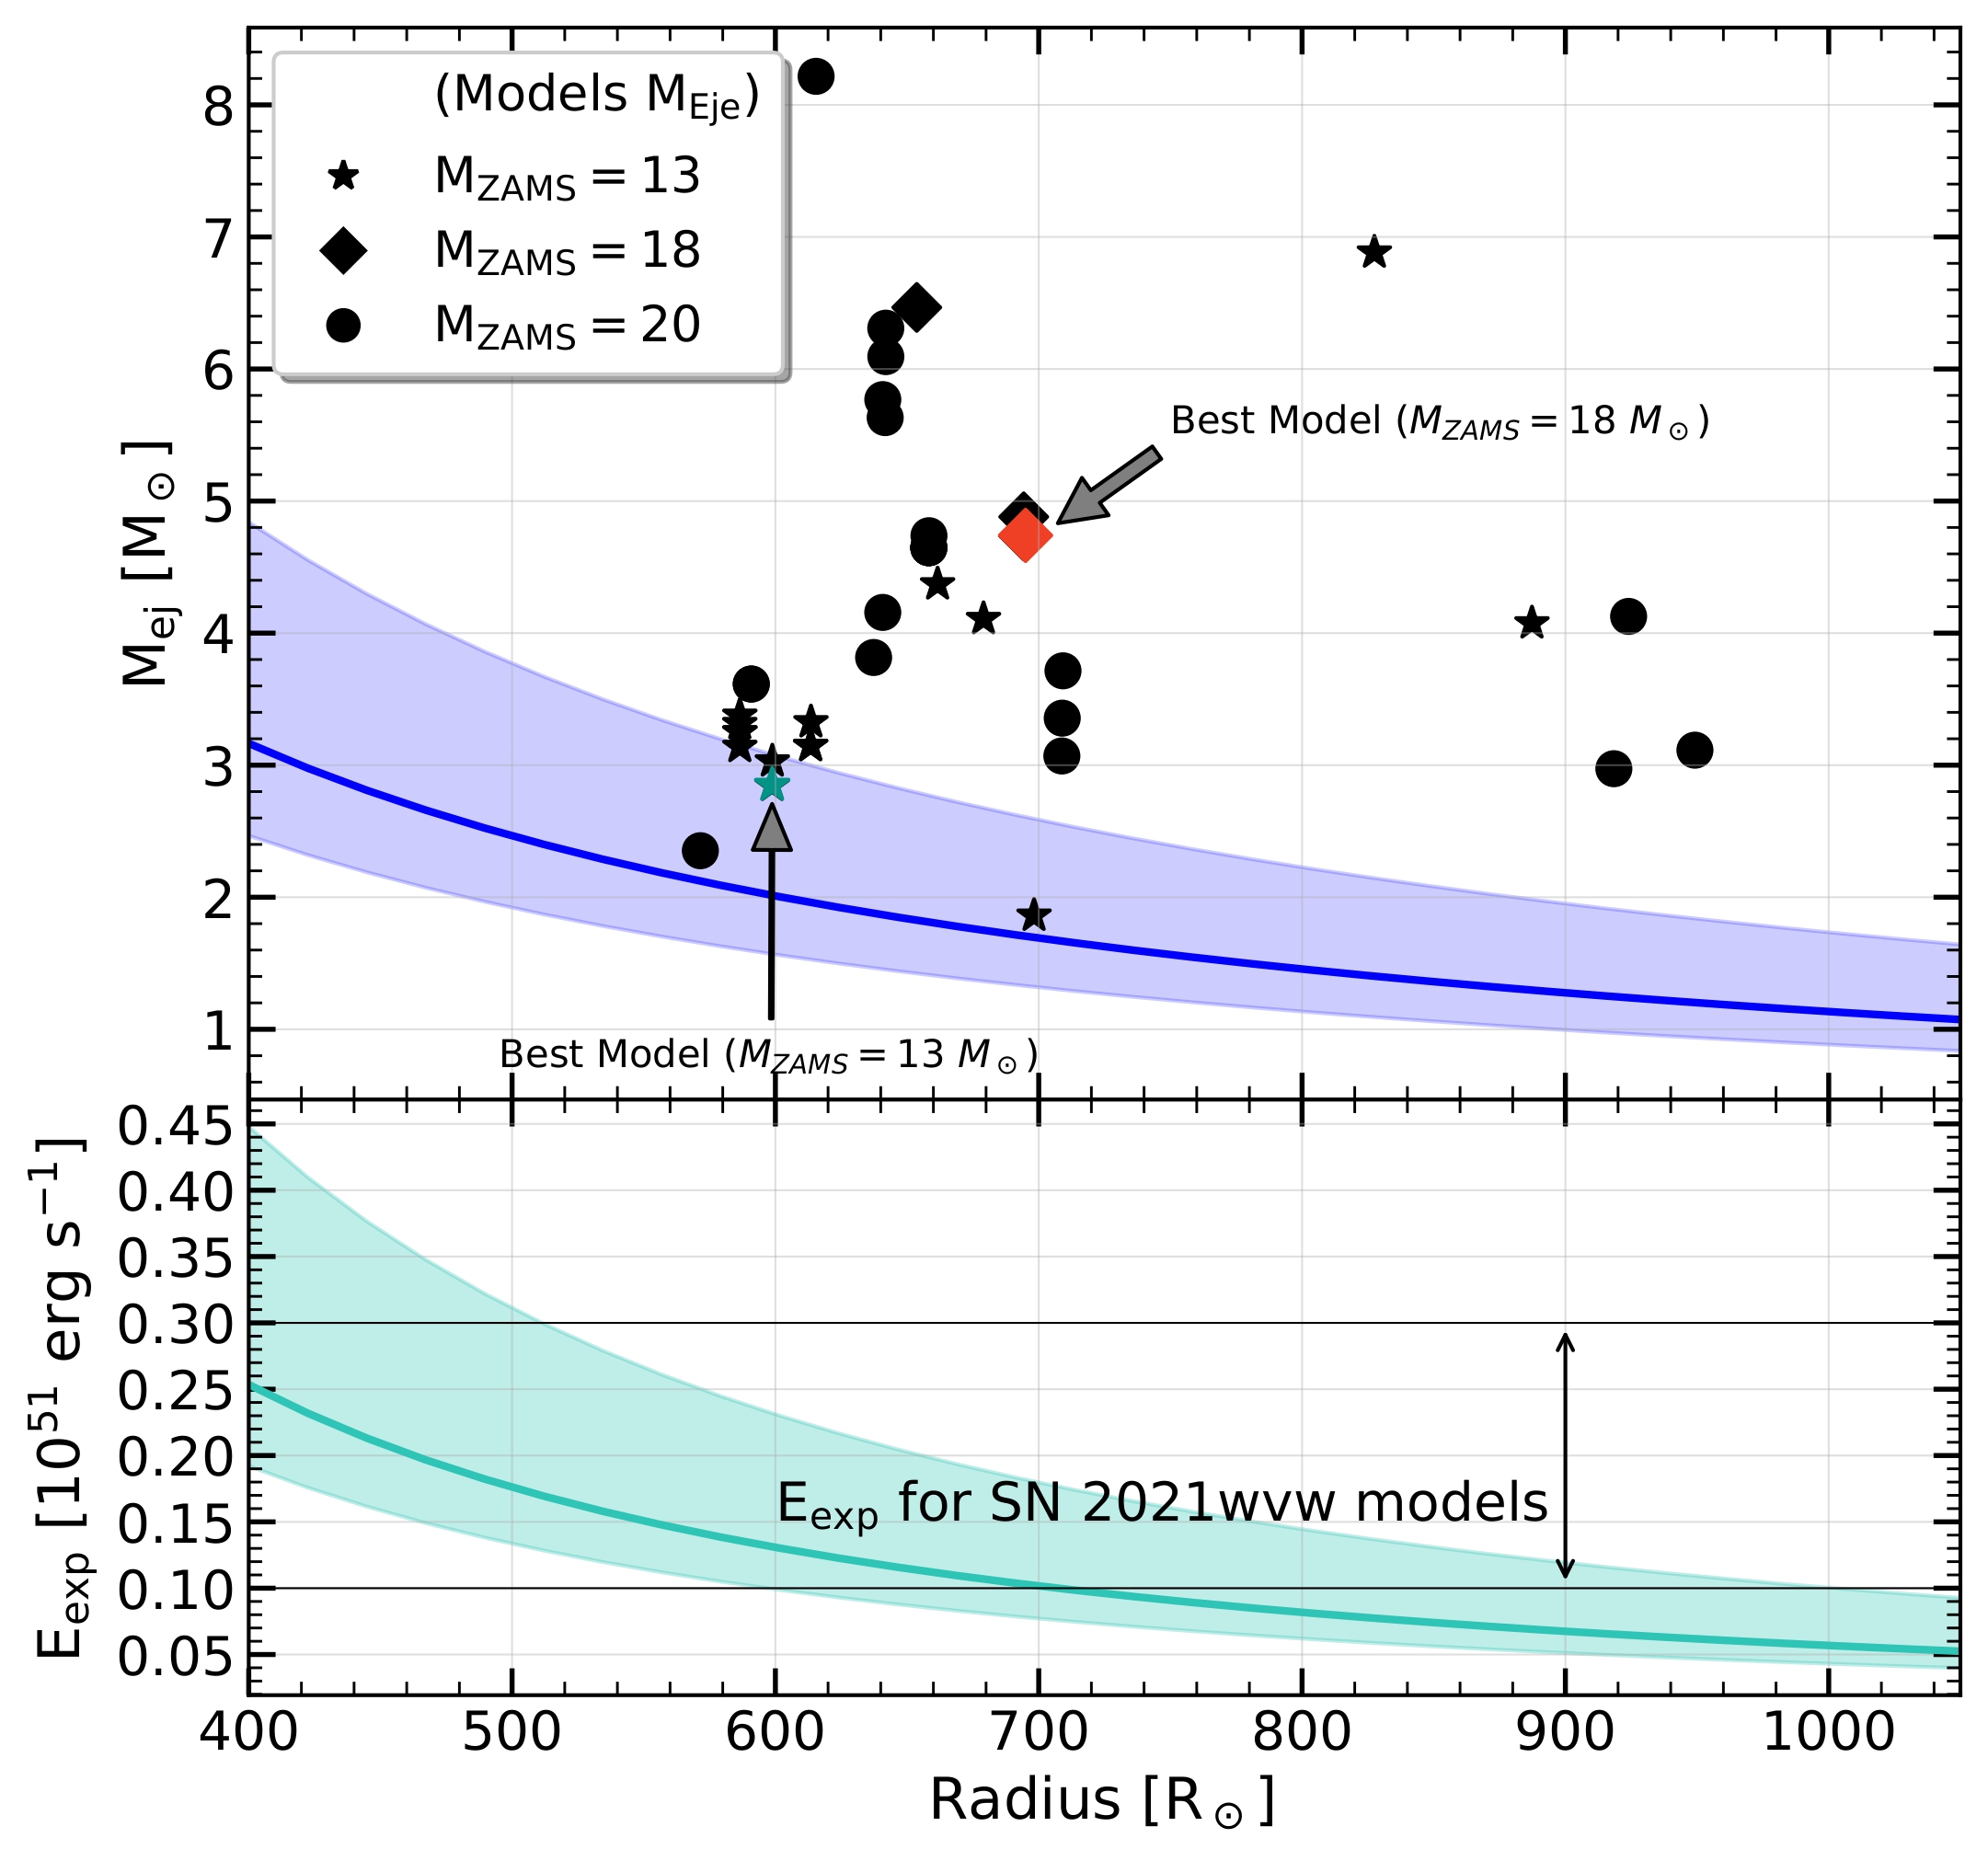 (Models M_Eje)
M_ZAMS = 13
M_ZAMS = 18
M_ZAMS = 20
8
7
6
5
4
3
2
1
M_ej [M_⊙]
Best Model (M_ZAMS = 18 M_⊙)
Best Model (M_ZAMS = 13 M_⊙)
0.45
0.40
0.35
0.30
0.25
0.20
0.15
0.10
0.05
E_exp [10^51 erg s^−1]
E_exp for SN 2021wvw models
400 500 600 700 800 900 1000
Radius [R_⊙]